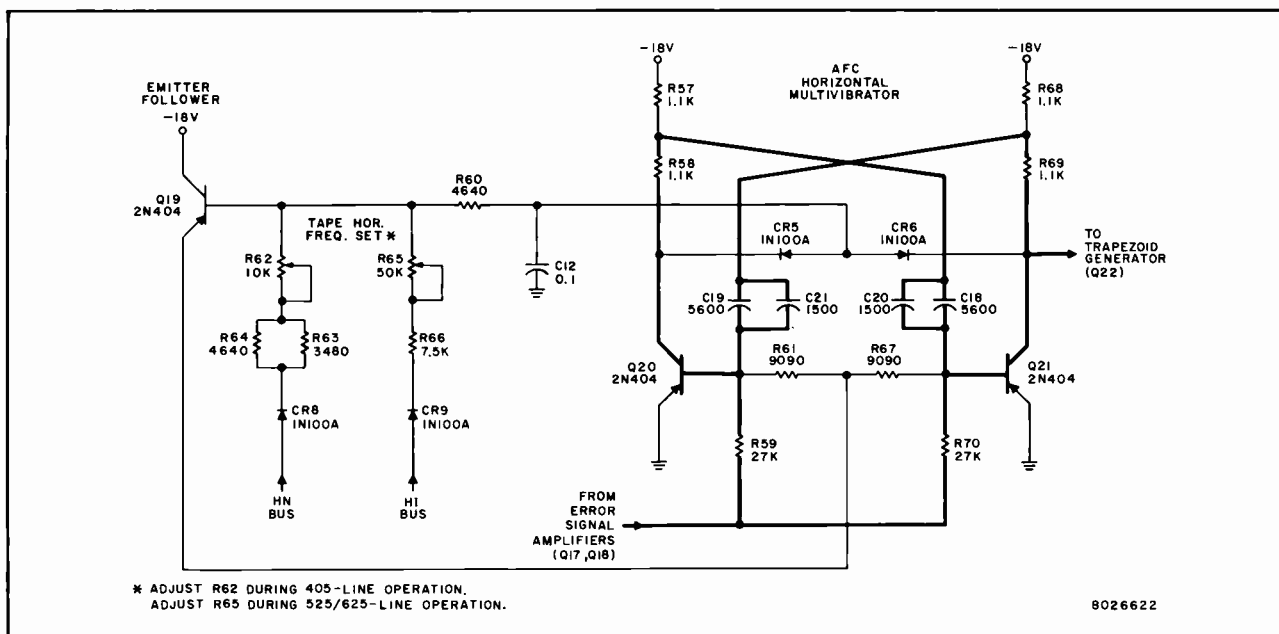 EMITTER
FOLLOWER
-18V
Q19
2N404
TAPE HOR.
FREQ. SET *
R60
4640
R62
10K
R65
50K
C12
0.1
R64
4640
R63
3480
R66
7.5K
CR8
IN100A
CR9
IN100A
HN
BUS
HI
BUS
-18V
R57
1.1K
AFC
HORIZONTAL
MULTIVIBRATOR
-18V
R68
1.1K
R58
1.1K
R69
1.1K
CR5
IN100A
CR6
IN100A
TO
TRAPEZOID
GENERATOR
(Q22)
C19
5600
C21
1500
C20
1500
C18
5600
Q20
2N404
R61
9090
R67
9090
Q21
2N404
R59
27K
R70
27K
FROM
ERROR
SIGNAL
AMPLIFIERS
(Q17,Q18)
* ADJUST R62 DURING 405-LINE OPERATION.
ADJUST R65 DURING 525/625-LINE OPERATION.
8026622